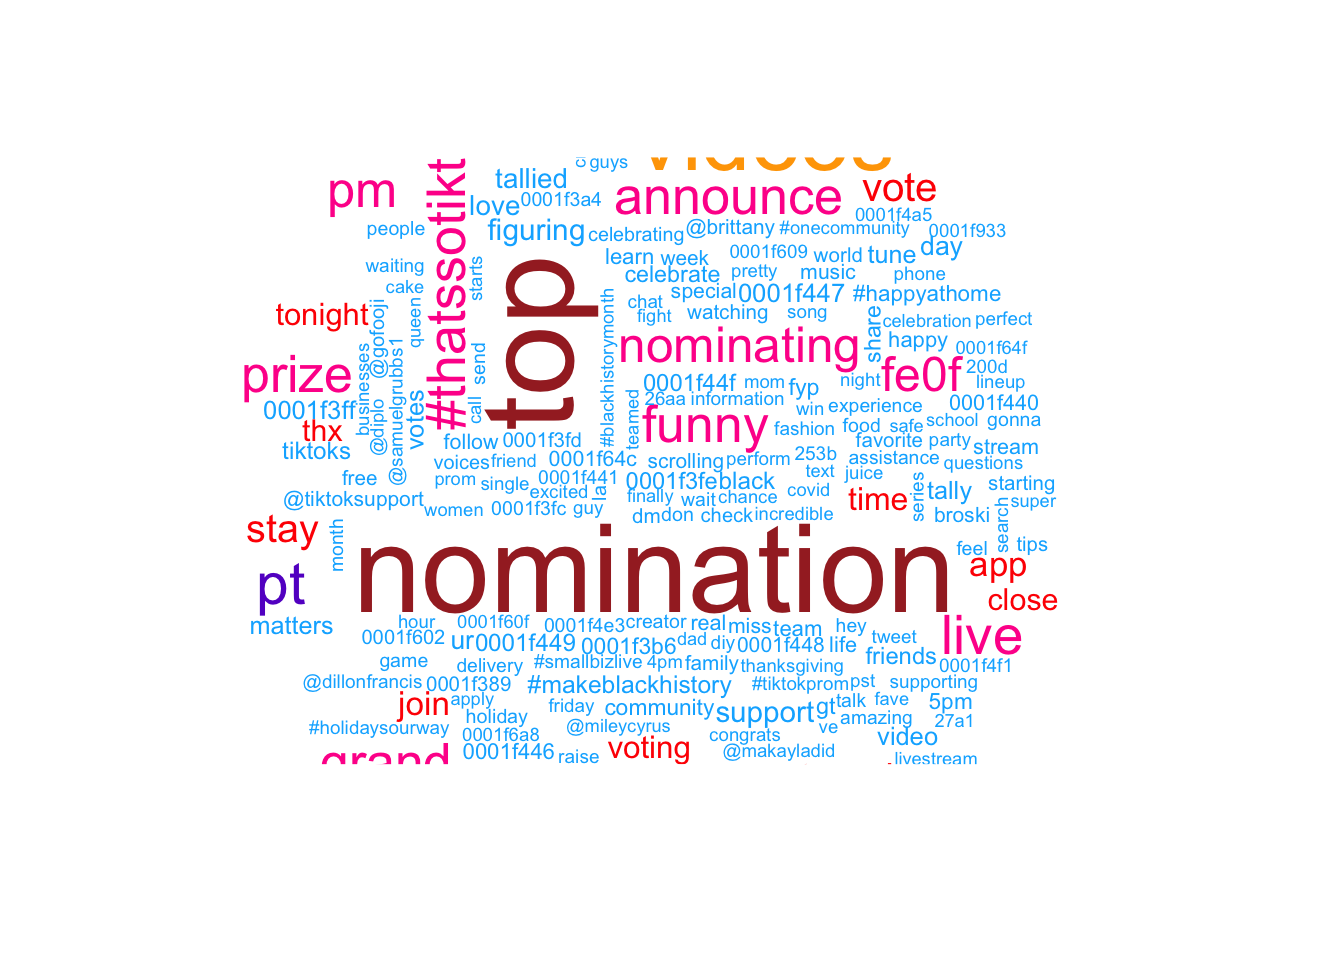 videos
guys
tallied
pm
#thatssotikt
love
0001f3a4
announce
vote
0001f4a5
people
figuring
celebrating
@brittany
#onecommunity
0001f933
learn
week
0001f609
world
tune
day
waiting
starts
top
celebrate
pretty
music
phone
cake
chat
special
0001f447
#happyathome
queen
@gofooji
fight
watching
song
share
tonight
#blackhistorymonth
celebration
perfect
nominating
happy
0001f64f
businesses
@samuelgrubbs1
send
prize
0001f44f
mom
fyp
night
fe0f
200d
lineup
26aa
information
0001f3ff
@diplo
votes
call
teamed
win
experience
0001f440
thx
funny
fashion
food
safe
school
gonna
tiktoks
follow
0001f3fd
favorite
party
stream
voices
friend
0001f64c
scrolling
perform
253b
assistance
questions
free
prom
single
0001f441
la
0001f3fe
black
text
juice
series
tally
starting
@tiktoksupport
excited
finally
wait
chance
covid
time
super
women
0001f3fc
guy
dm
don
check
incredible
broski
search
stay
month
nomination
feel
tips
pt
app
close
matters
hour
0001f60f
0001f4e3
creator
real
miss
team
hey
live
0001f602
ur
0001f449
0001f3b6
dad
diy
0001f448
life
tweet
game
delivery
#smallbizlive
4pm
family
thanksgiving
friends
0001f4f1
@dillonfrancis
0001f389
#makeblackhistory
#tiktokprom
pst
supporting
join
apply
friday
community
support
gt
talk
fave
5pm
#holidaysourway
holiday
@mileycyrus
ve
amazing
27a1
0001f6a8
congrats
video
grand
0001f446
raise
voting
@makayladid
livestream